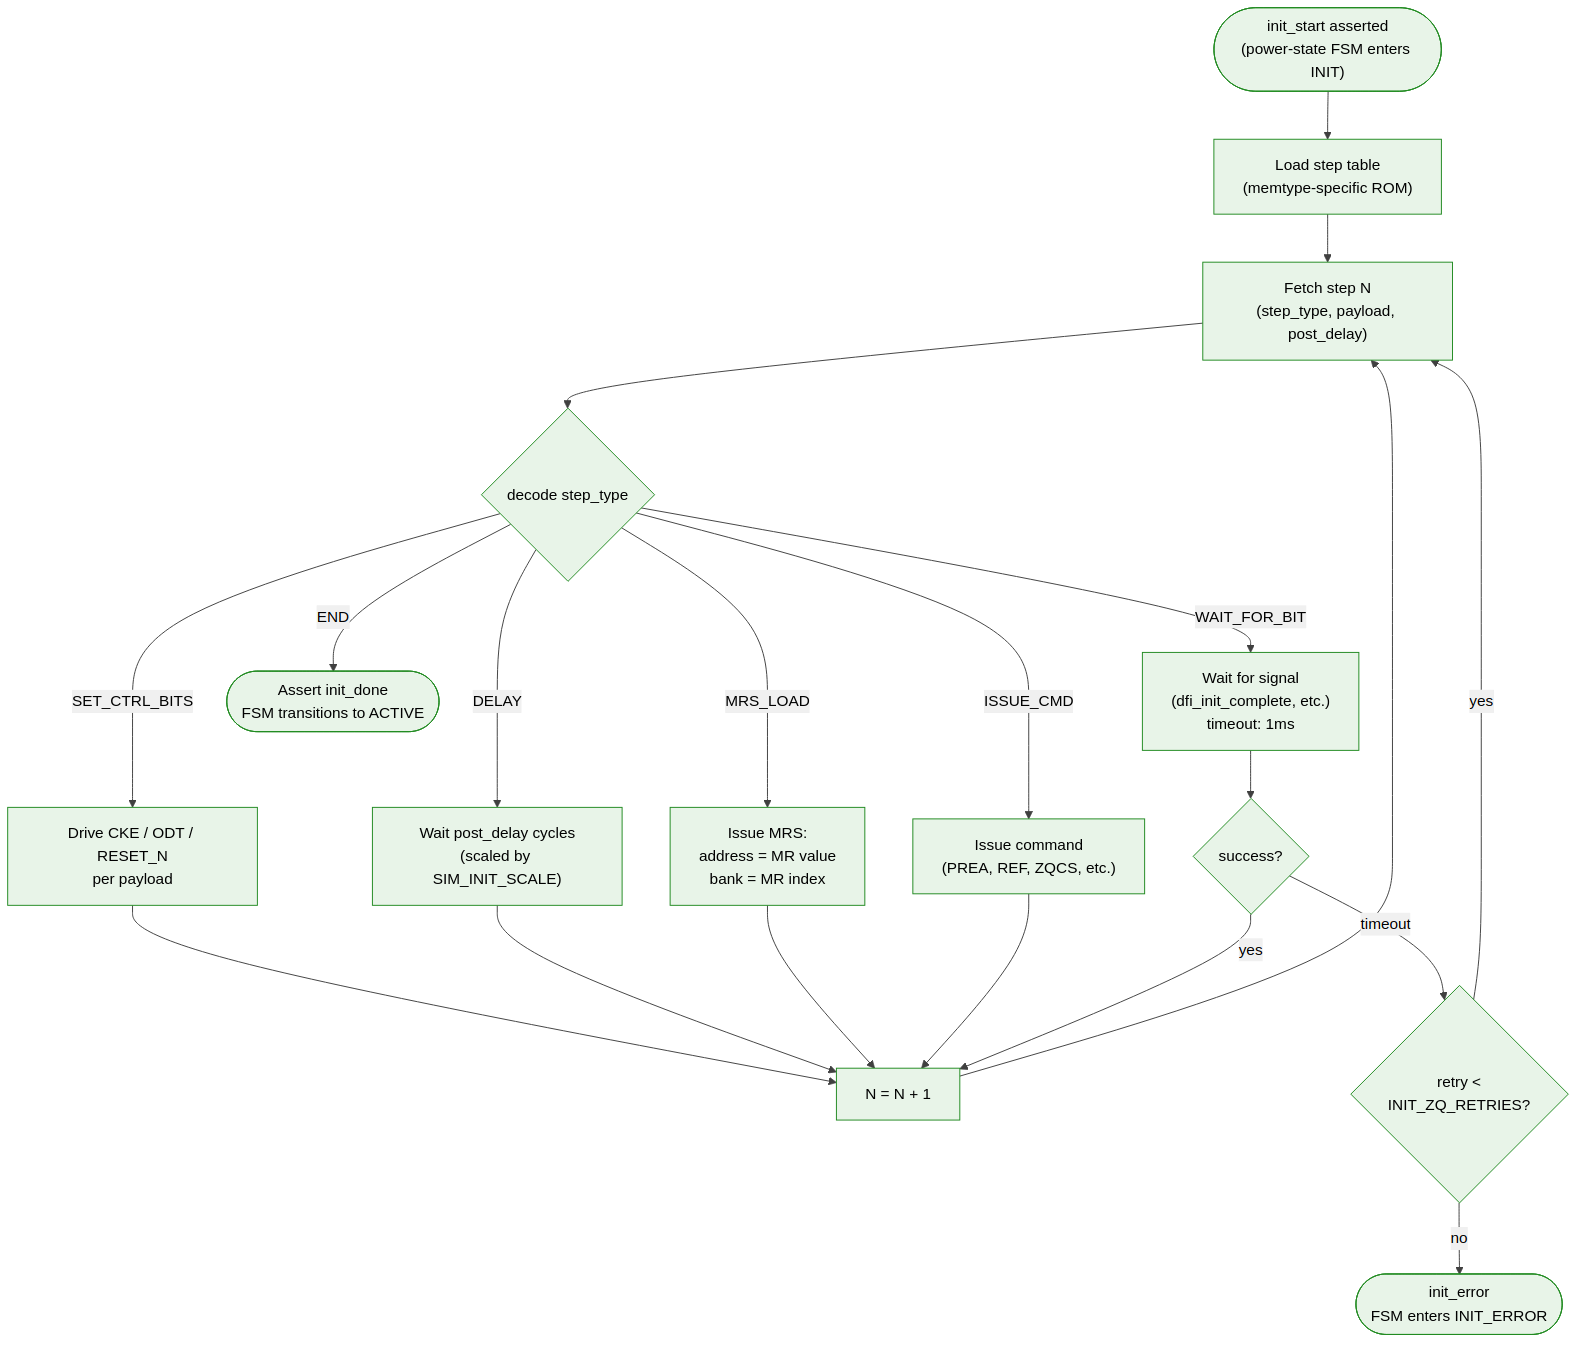 init_start asserted
(power-state FSM enters
INIT)
Load step table
(memtype-specific ROM)
Fetch step N
(step_type, payload,
post_delay)
decode step_type
END
WAIT_FOR_BIT
SET_CTRL_BITS
Assert init_done
FSM transitions to ACTIVE
DELAY
MRS_LOAD
ISSUE_CMD
Wait for signal
(dfi_init_complete, etc.)
timeout: 1ms
yes
Drive CKE / ODT /
RESET_N
per payload
Wait post_delay cycles
(scaled by
SIM_INIT_SCALE)
Issue MRS:
address = MR value
bank = MR index
Issue command
(PREA, REF, ZQCS, etc.)
success?
timeout
yes
N = N + 1
retry <
INIT_ZQ_RETRIES?
no
init_error
FSM enters INIT_ERROR